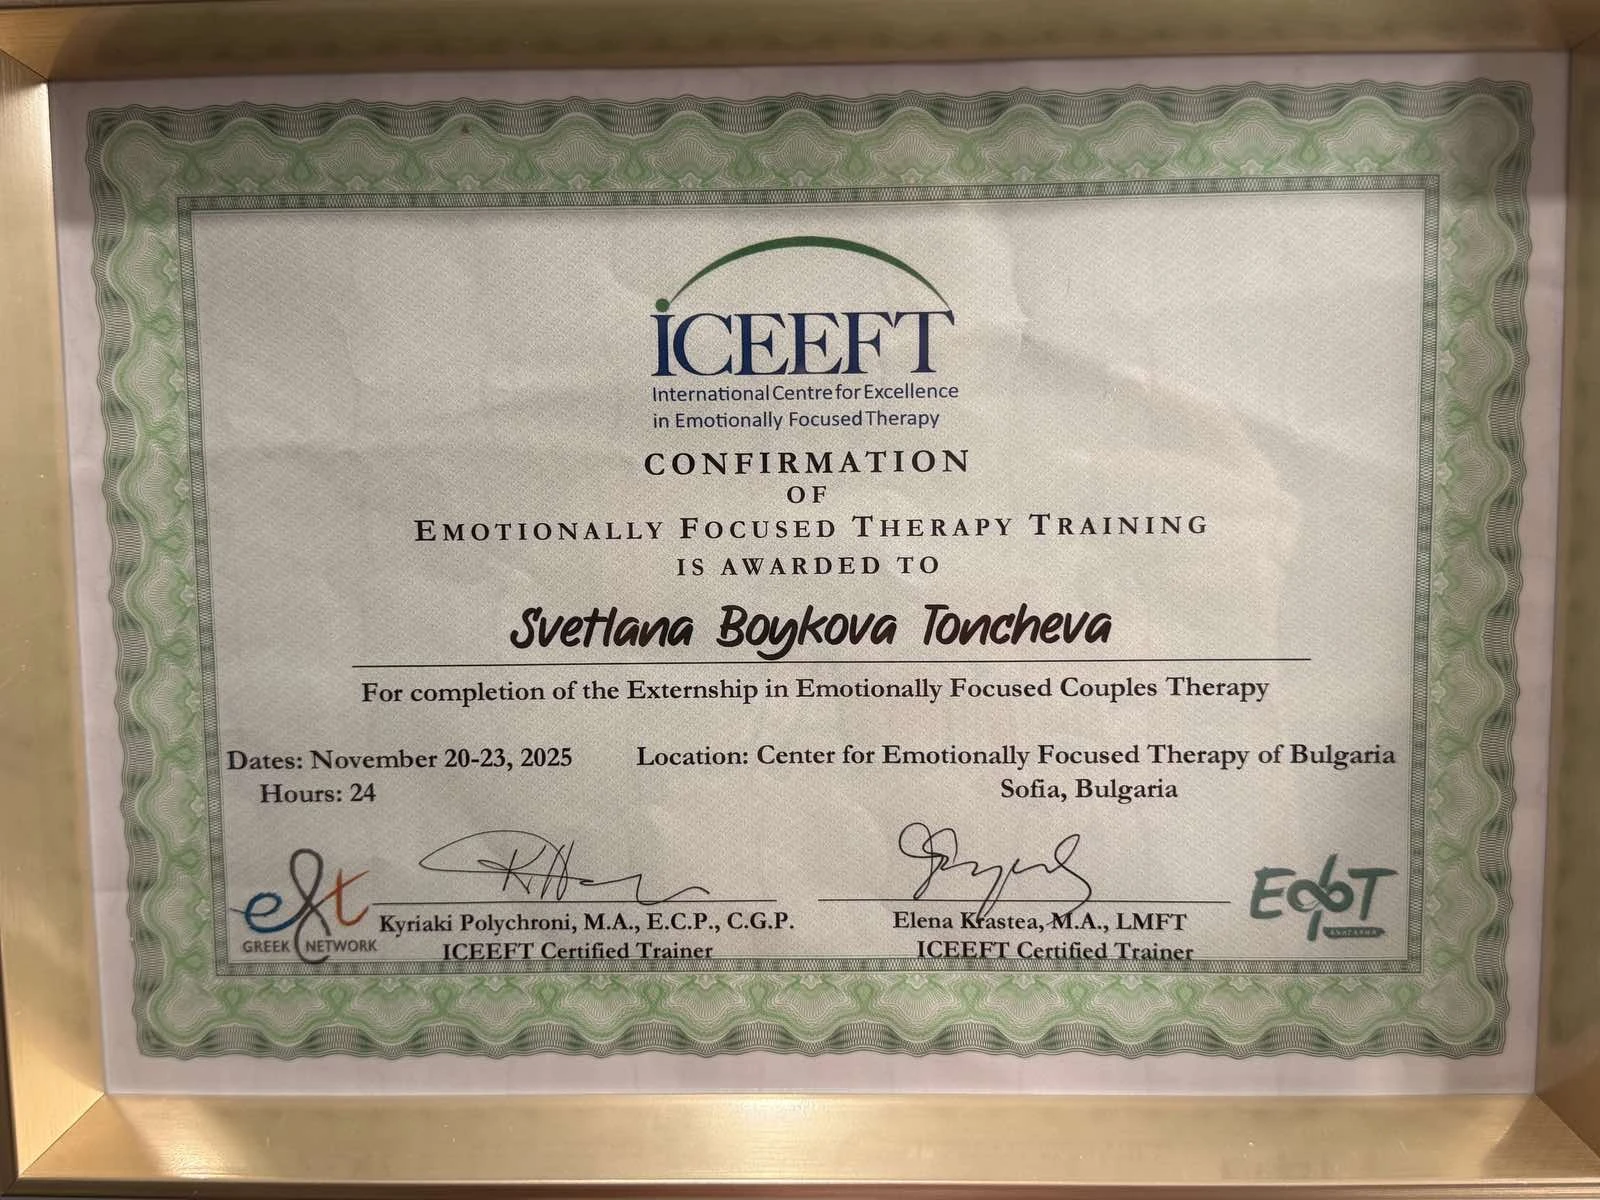 iCEEFT
International Centre for Excellence
in Emotionally Focused Therapy
CONFIRMATION
OF
EMOTIONALLY FOCUSED THERAPY TRAINING
IS AWARDED TO
Svetlana Boykova Toncheva
For completion of the Externship in Emotionally Focused Couples Therapy
Dates: November 20-23, 2025
Hours: 24
Location: Center for Emotionally Focused Therapy of Bulgaria
Sofia, Bulgaria
eft
GREEK NETWORK
Kyriaki Polychroni, M.A., E.C.P., C.G.P.
ICEEFT Certified Trainer
Elena Krastea, M.A., LMFT
ICEEFT Certified Trainer